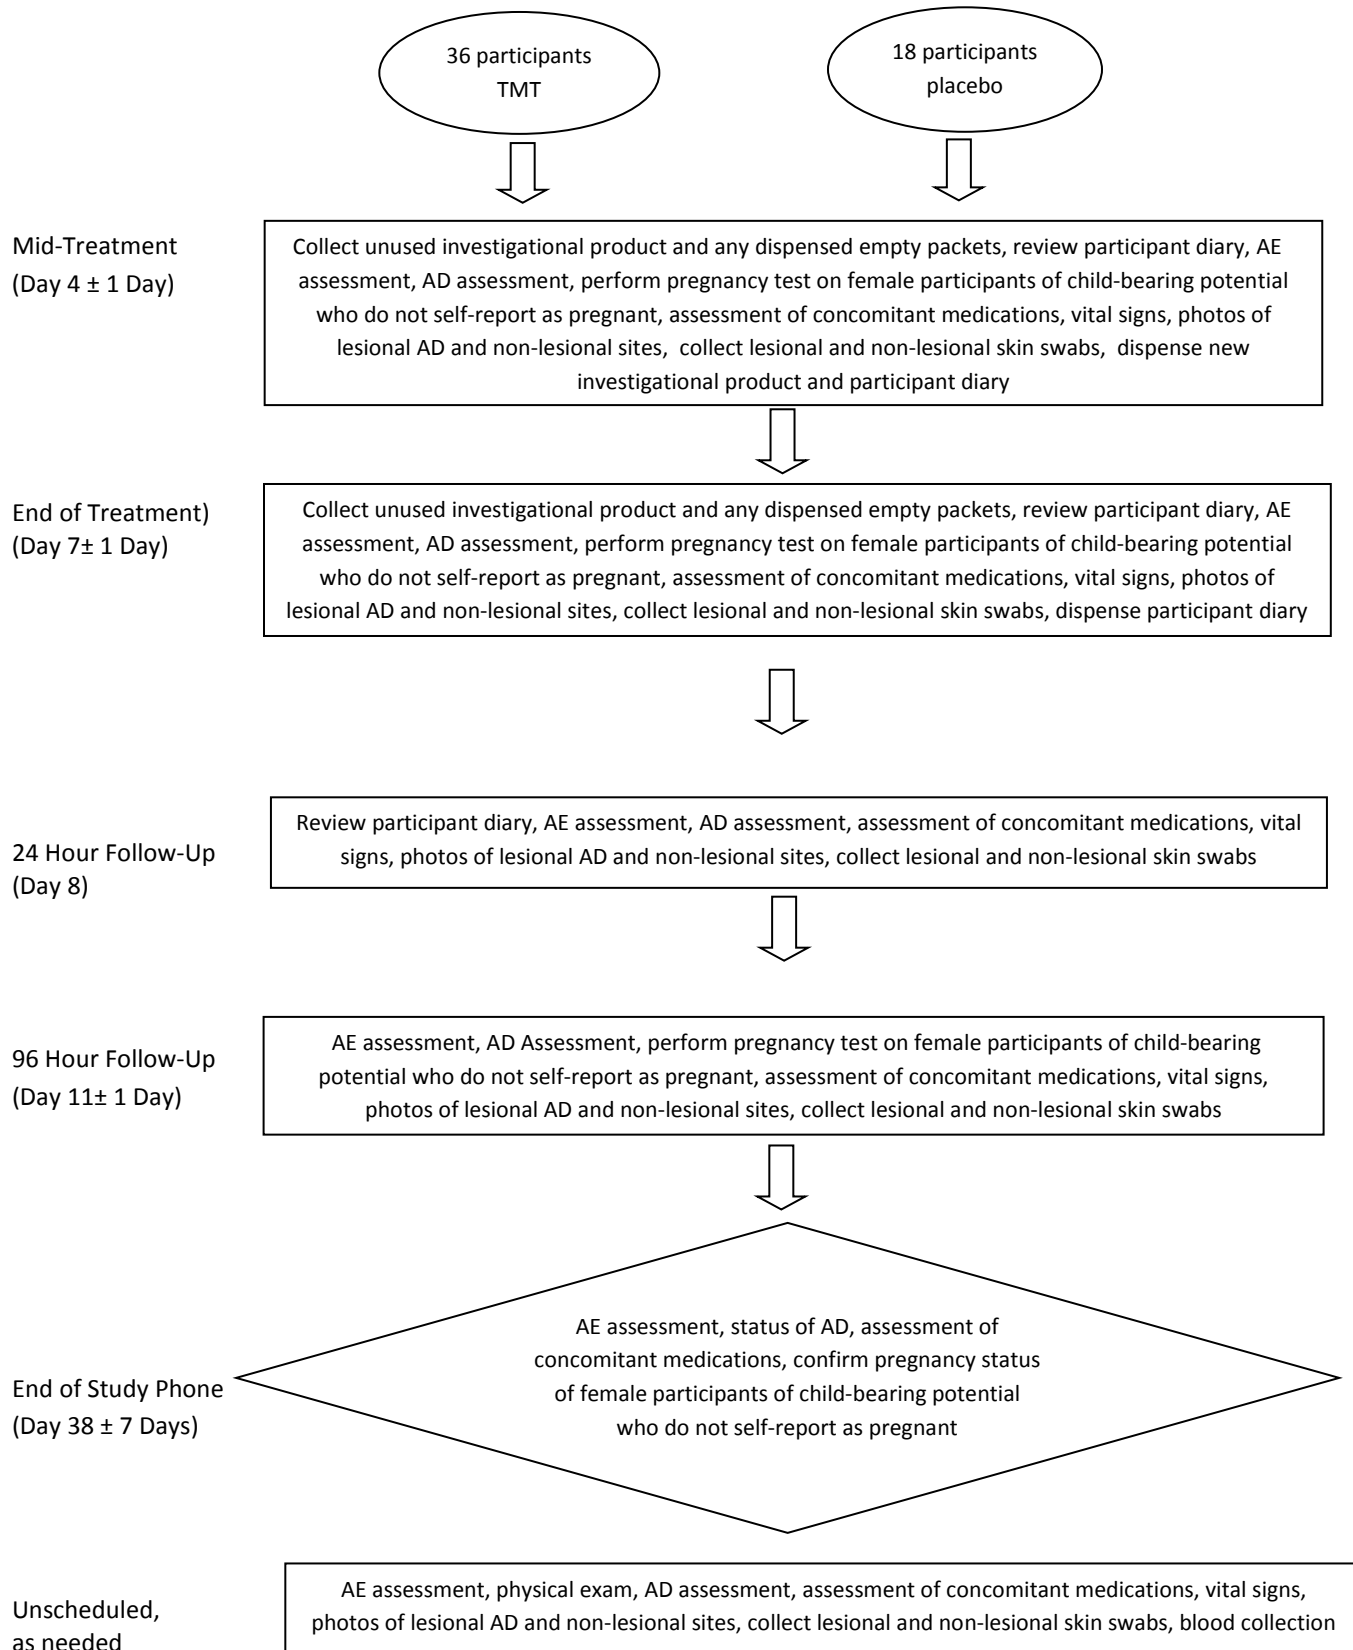 36 participants
TMT
18 participants
placebo
Mid-Treatment
(Day 4 ± 1 Day)
Collect unused investigational product and any dispensed empty packets, review participant diary, AE
assessment, AD assessment, perform pregnancy test on female participants of child-bearing potential
who do not self-report as pregnant, assessment of concomitant medications, vital signs, photos of
lesional AD and non-lesional sites, collect lesional and non-lesional skin swabs, dispense new
investigational product and participant diary
End of Treatment)
(Day 7± 1 Day)
Collect unused investigational product and any dispensed empty packets, review participant diary, AE
assessment, AD assessment, perform pregnancy test on female participants of child-bearing potential
who do not self-report as pregnant, assessment of concomitant medications, vital signs, photos of
lesional AD and non-lesional sites, collect lesional and non-lesional skin swabs, dispense participant diary
24 Hour Follow-Up
(Day 8)
Review participant diary, AE assessment, AD assessment, assessment of concomitant medications, vital
signs, photos of lesional AD and non-lesional sites, collect lesional and non-lesional skin swabs
96 Hour Follow-Up
(Day 11± 1 Day)
AE assessment, AD Assessment, perform pregnancy test on female participants of child-bearing
potential who do not self-report as pregnant, assessment of concomitant medications, vital signs,
photos of lesional AD and non-lesional sites, collect lesional and non-lesional skin swabs
End of Study Phone
(Day 38 ± 7 Days)
AE assessment, status of AD, assessment of
concomitant medications, confirm pregnancy status
of female participants of child-bearing potential
who do not self-report as pregnant
Unscheduled,
as needed
AE assessment, physical exam, AD assessment, assessment of concomitant medications, vital signs,
photos of lesional AD and non-lesional sites, collect lesional and non-lesional skin swabs, blood collection